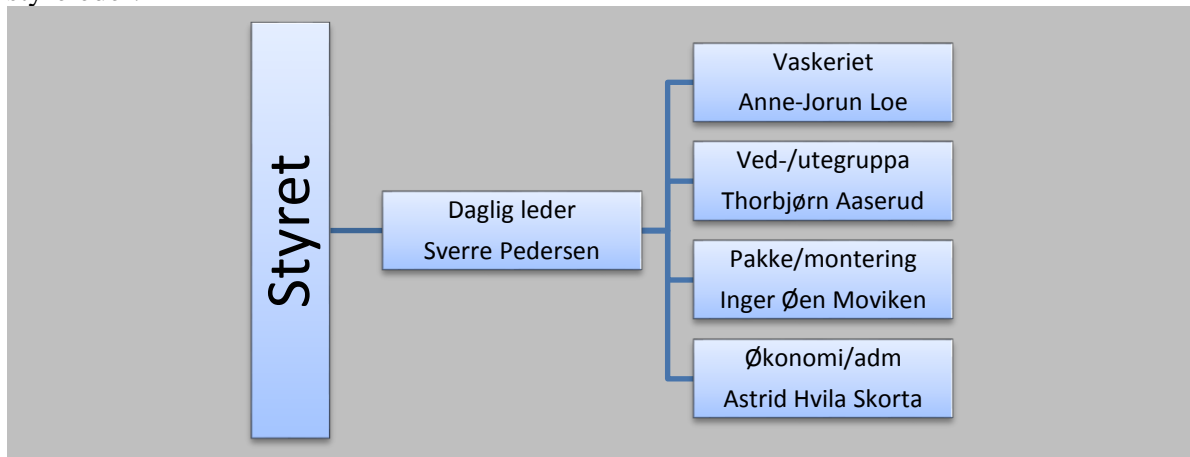 Styret
Daglig leder
Sverre Pedersen
Vaskeriet
Anne-Jorun Loe
Ved-/utegruppa
Thorbjørn Aaserud
Pakke/montering
Inger Øen Moviken
Økonomi/adm
Astrid Hvila Skorta